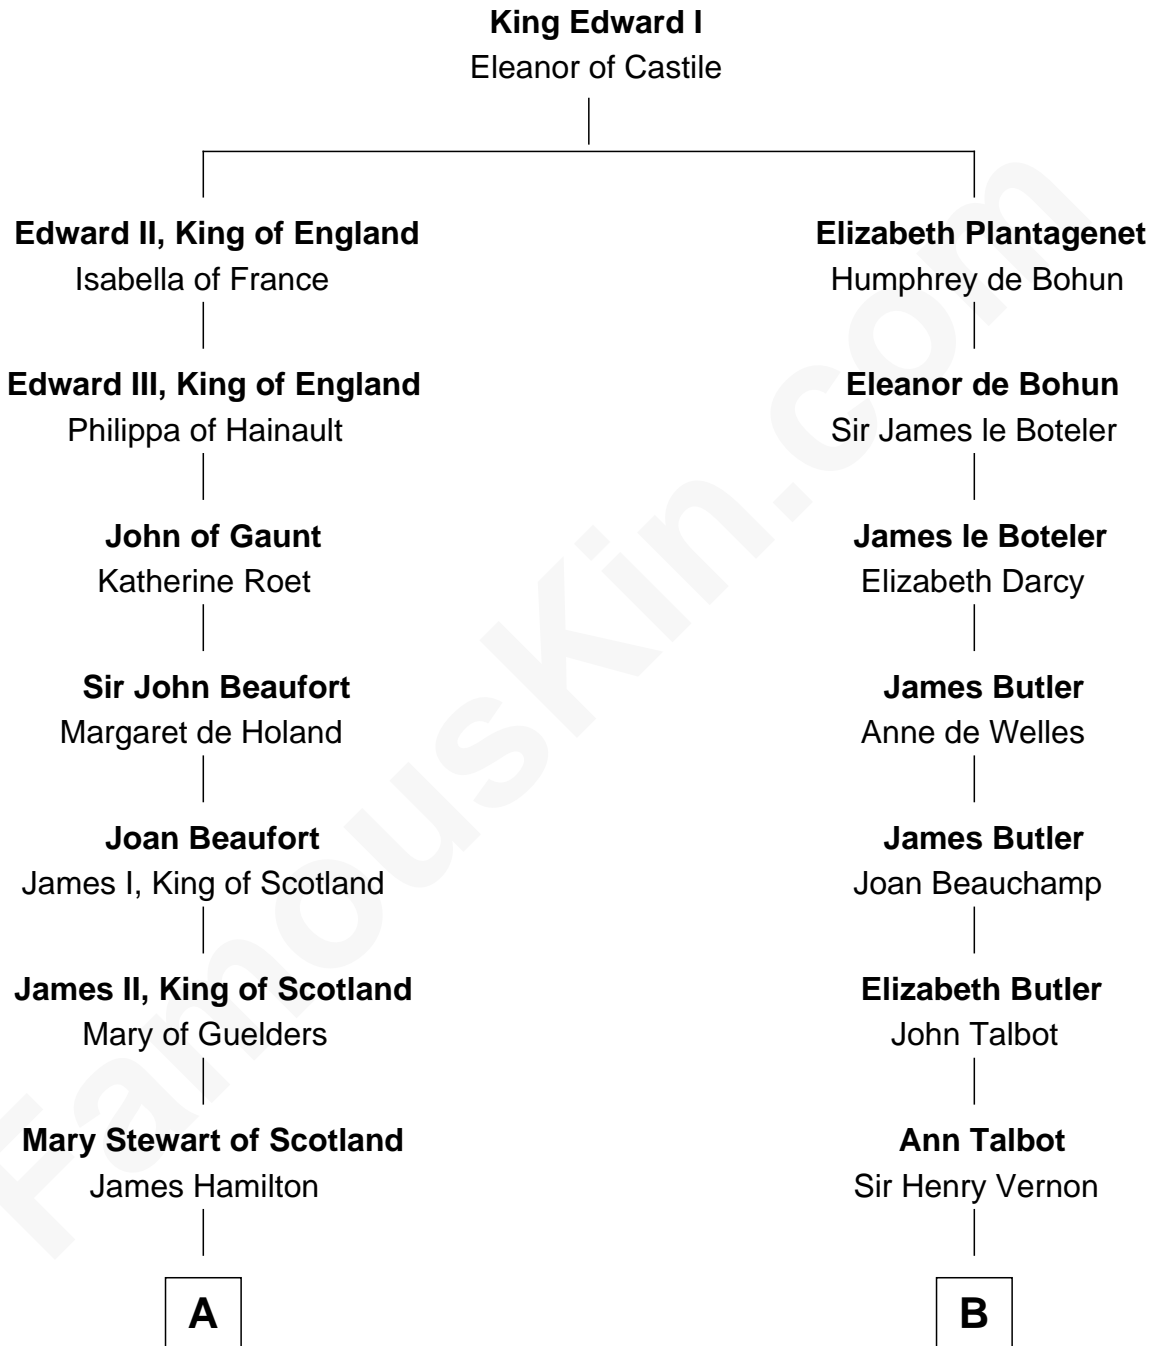 King Edward I
Eleanor of Castile
Edward II, King of England
Isabella of France
Edward III, King of England
Philippa of Hainault
John of Gaunt
Katherine Roet
Sir John Beaufort
Margaret de Holand
Joan Beaufort
James I, King of Scotland
James II, King of Scotland
Mary of Guelders
Mary Stewart of Scotland
James Hamilton
A
Elizabeth Plantagenet
Humphrey de Bohun
Eleanor de Bohun
Sir James le Boteler
James le Boteler
Elizabeth Darcy
James Butler
Anne de Welles
James Butler
Joan Beauchamp
Elizabeth Butler
John Talbot
Ann Talbot
Sir Henry Vernon
B
FamousKin.com